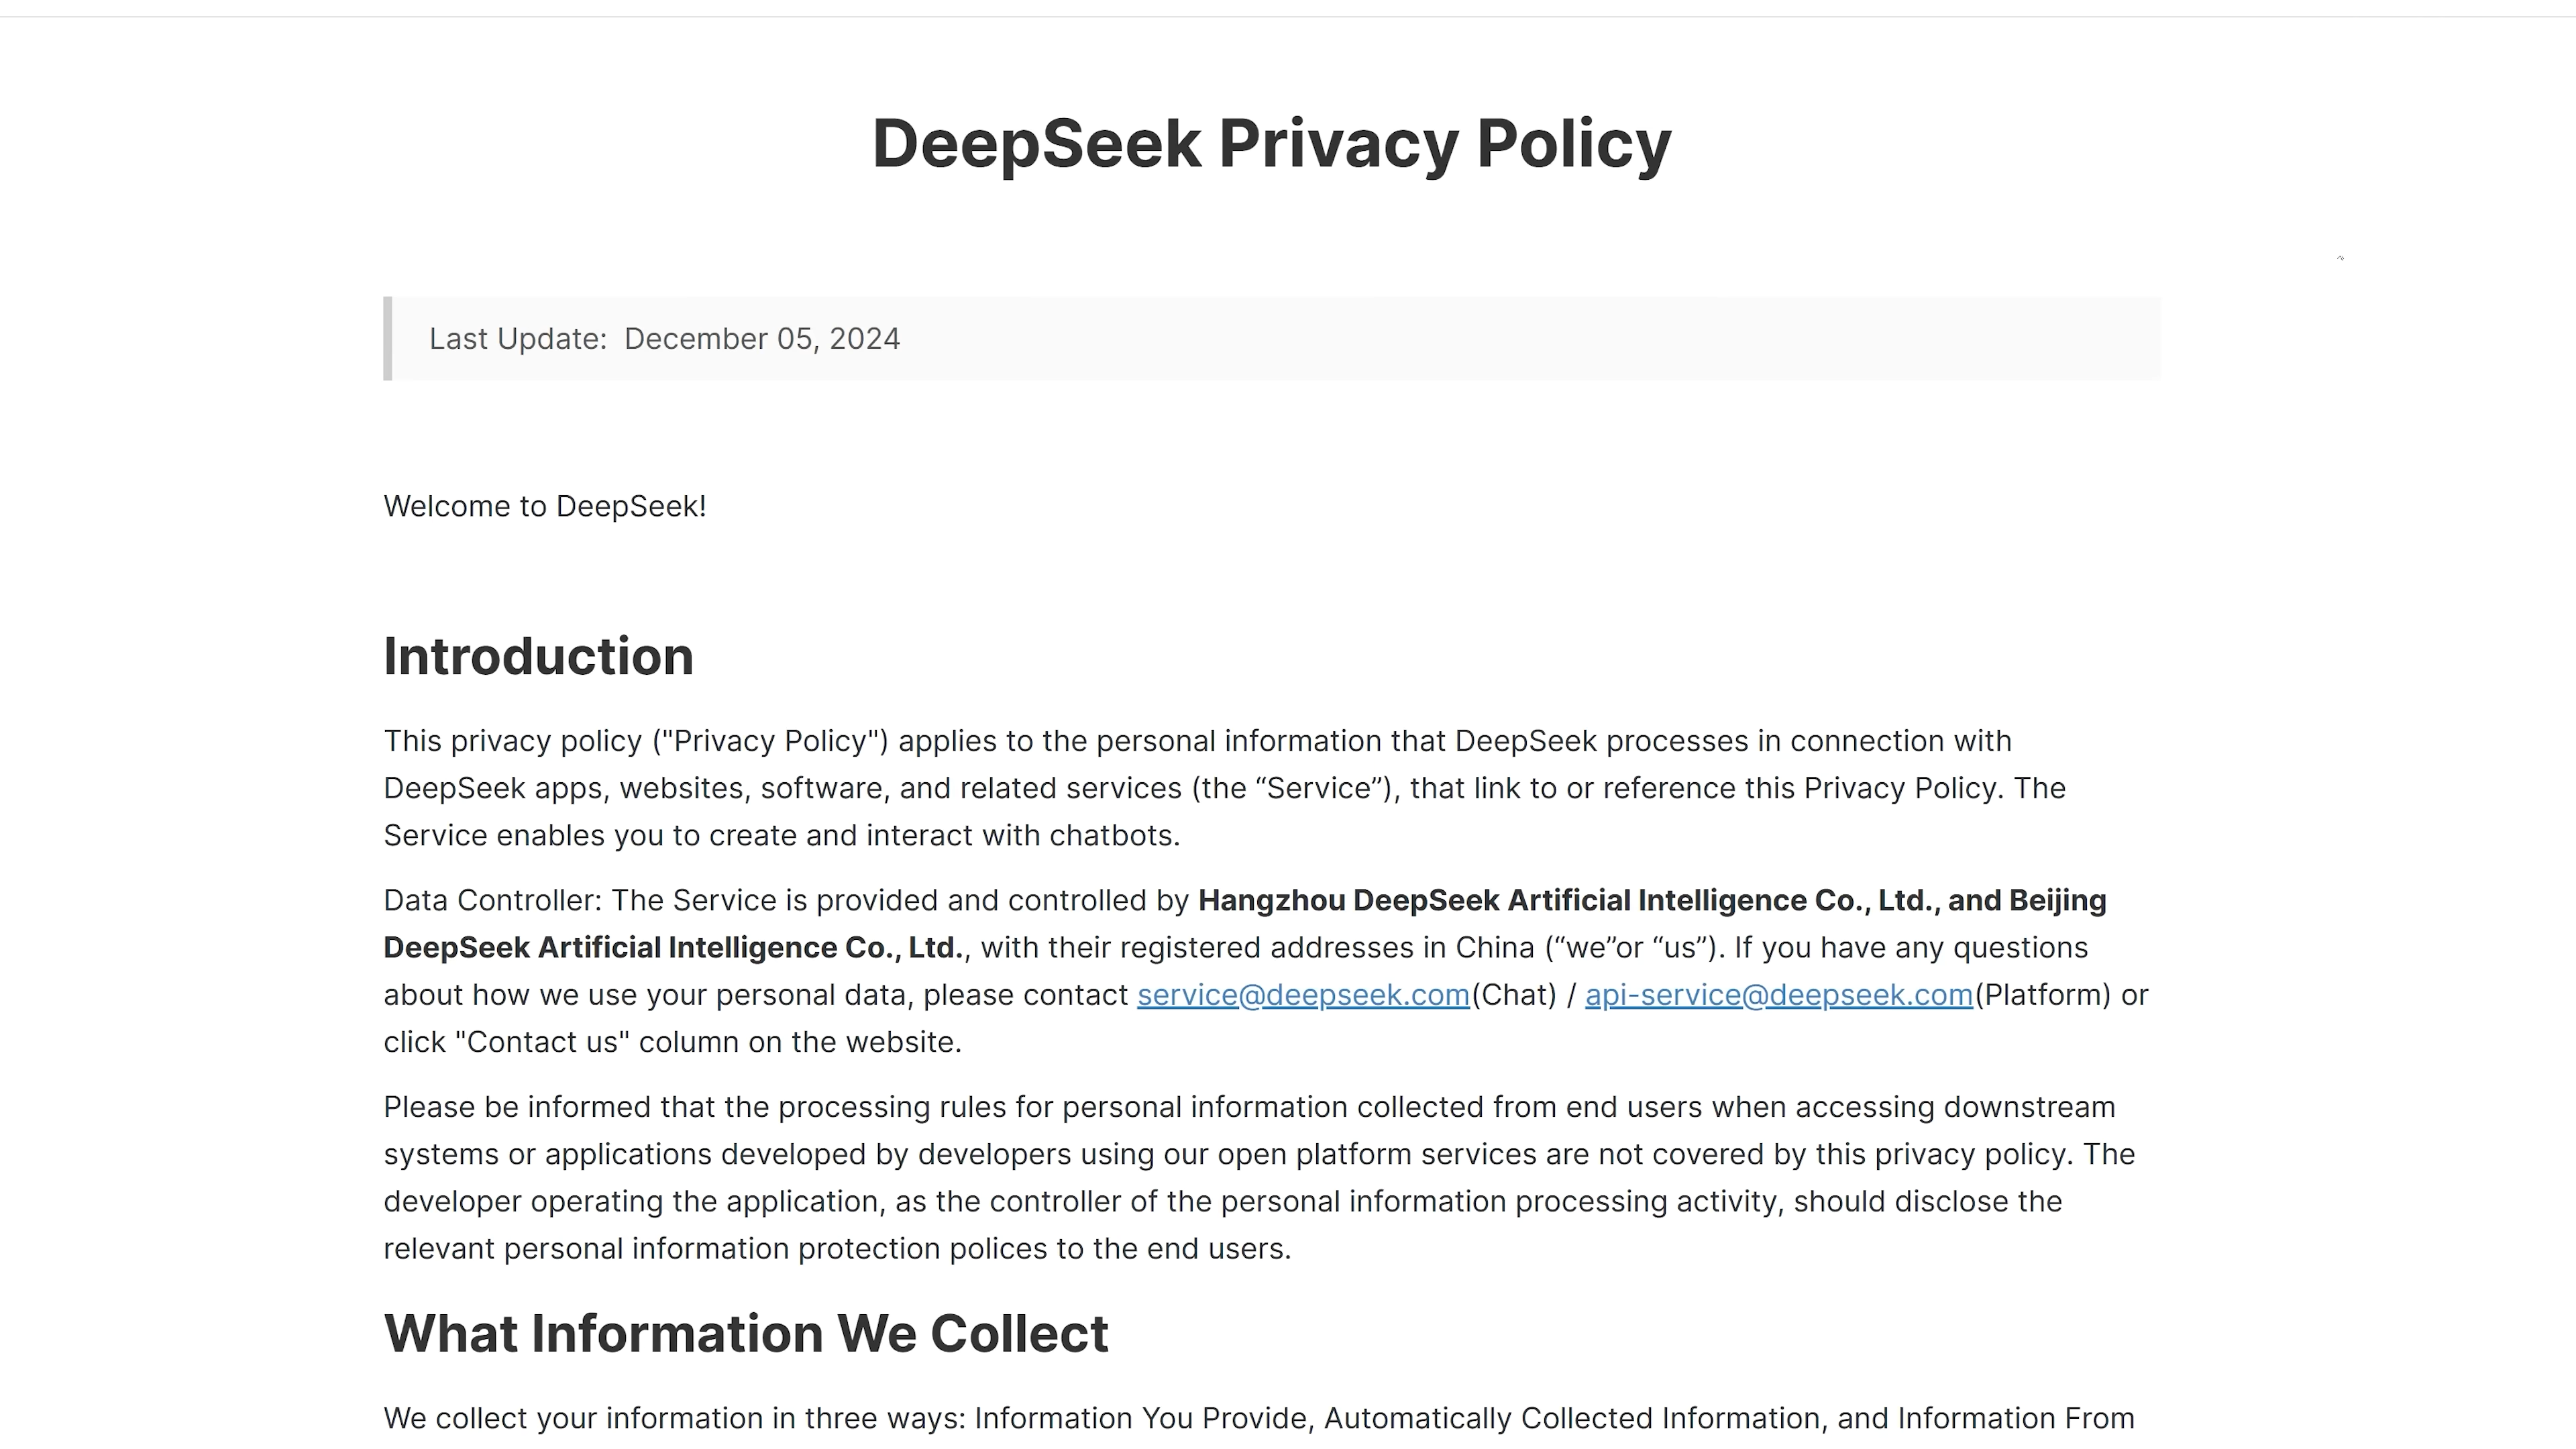 DeepSeek Privacy Policy
Last Update:  December 05, 2024
Welcome to DeepSeek!
Introduction
This privacy policy ("Privacy Policy") applies to the personal information that DeepSeek processes in connection with
DeepSeek apps, websites, software, and related services (the “Service”), that link to or reference this Privacy Policy. The
Service enables you to create and interact with chatbots.
Data Controller: The Service is provided and controlled by Hangzhou DeepSeek Artificial Intelligence Co., Ltd., and Beijing
DeepSeek Artificial Intelligence Co., Ltd., with their registered addresses in China (“we”or “us”). If you have any questions
about how we use your personal data, please contact service@deepseek.com(Chat) / api-service@deepseek.com(Platform) or
click "Contact us" column on the website.
Please be informed that the processing rules for personal information collected from end users when accessing downstream
systems or applications developed by developers using our open platform services are not covered by this privacy policy. The
developer operating the application, as the controller of the personal information processing activity, should disclose the
relevant personal information protection polices to the end users.
What Information We Collect
We collect your information in three ways: Information You Provide, Automatically Collected Information, and Information From